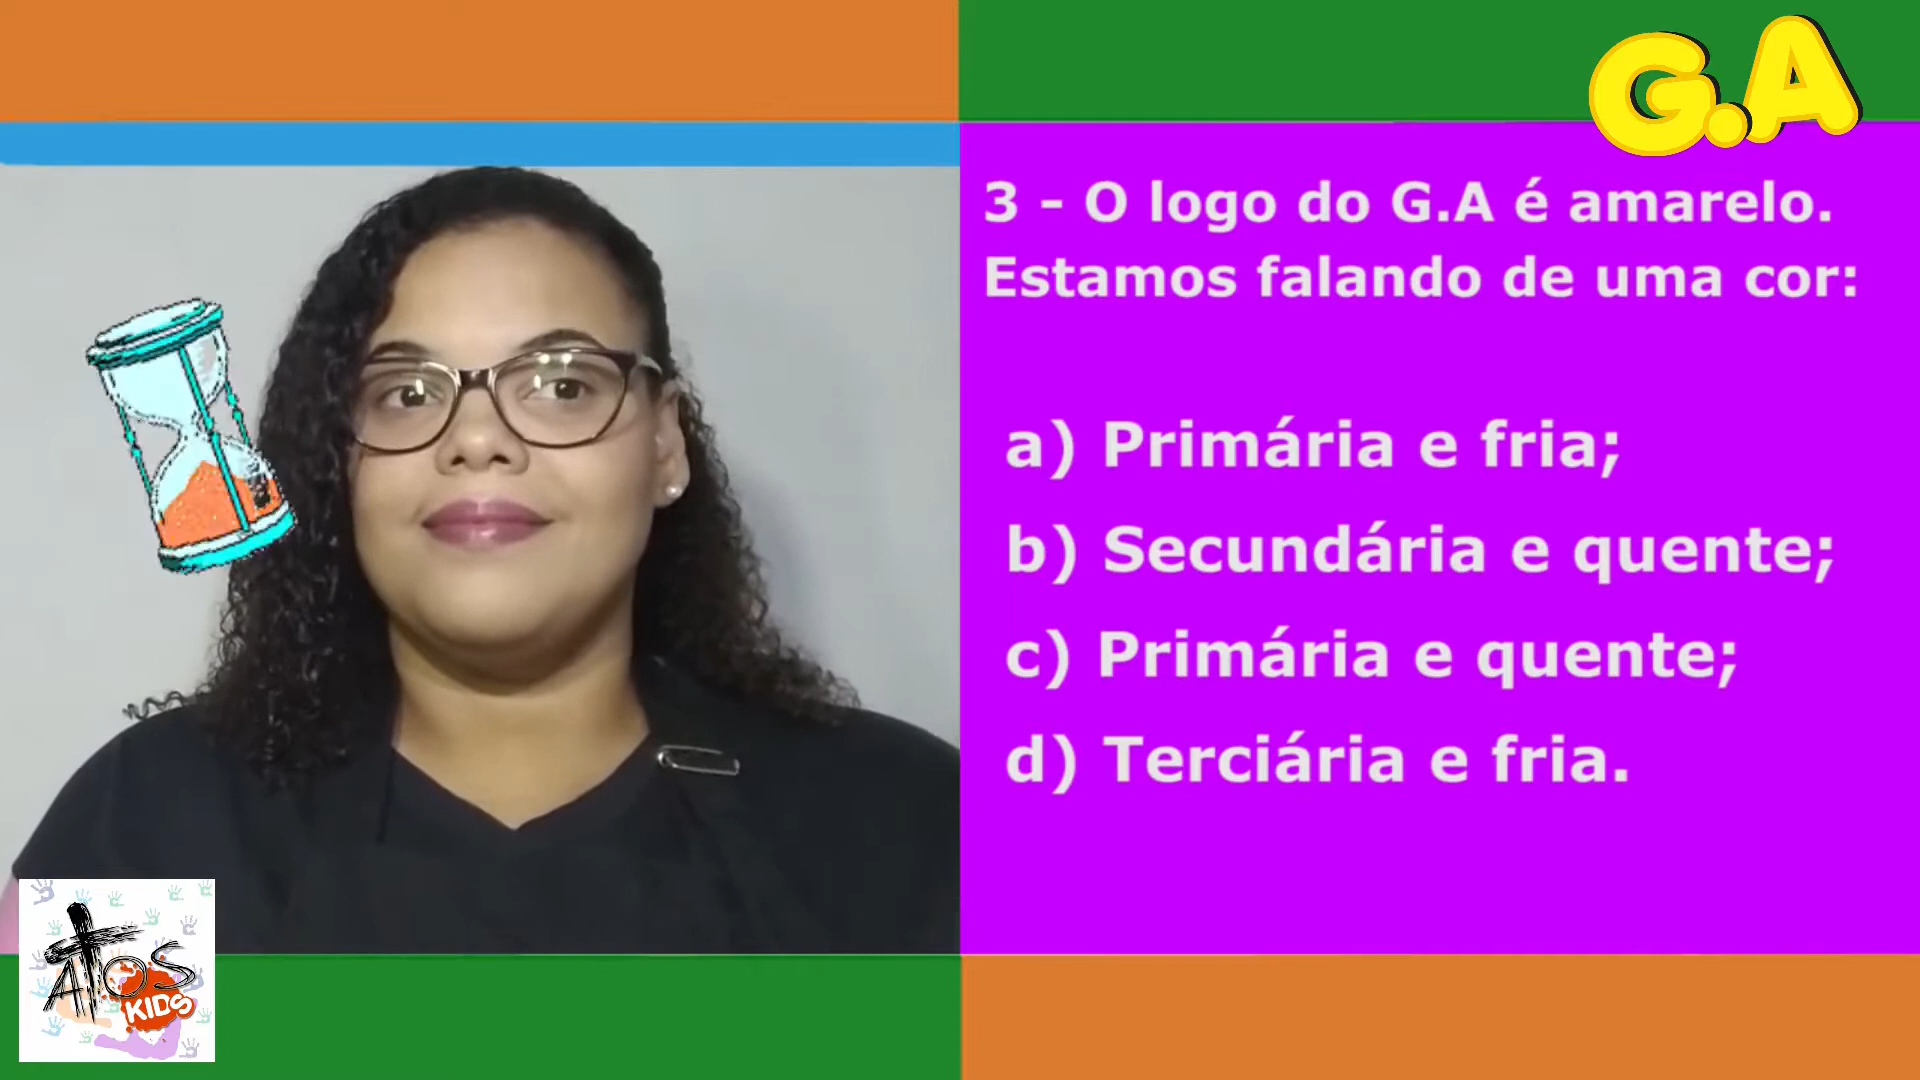 G.A
3 - O logo do G.A é amarelo.
Estamos falando de uma cor:
a) Primária e fria;
b) Secundária e quente;
c) Primária e quente;
d) Terciária e fria.
ATOS
KIDS